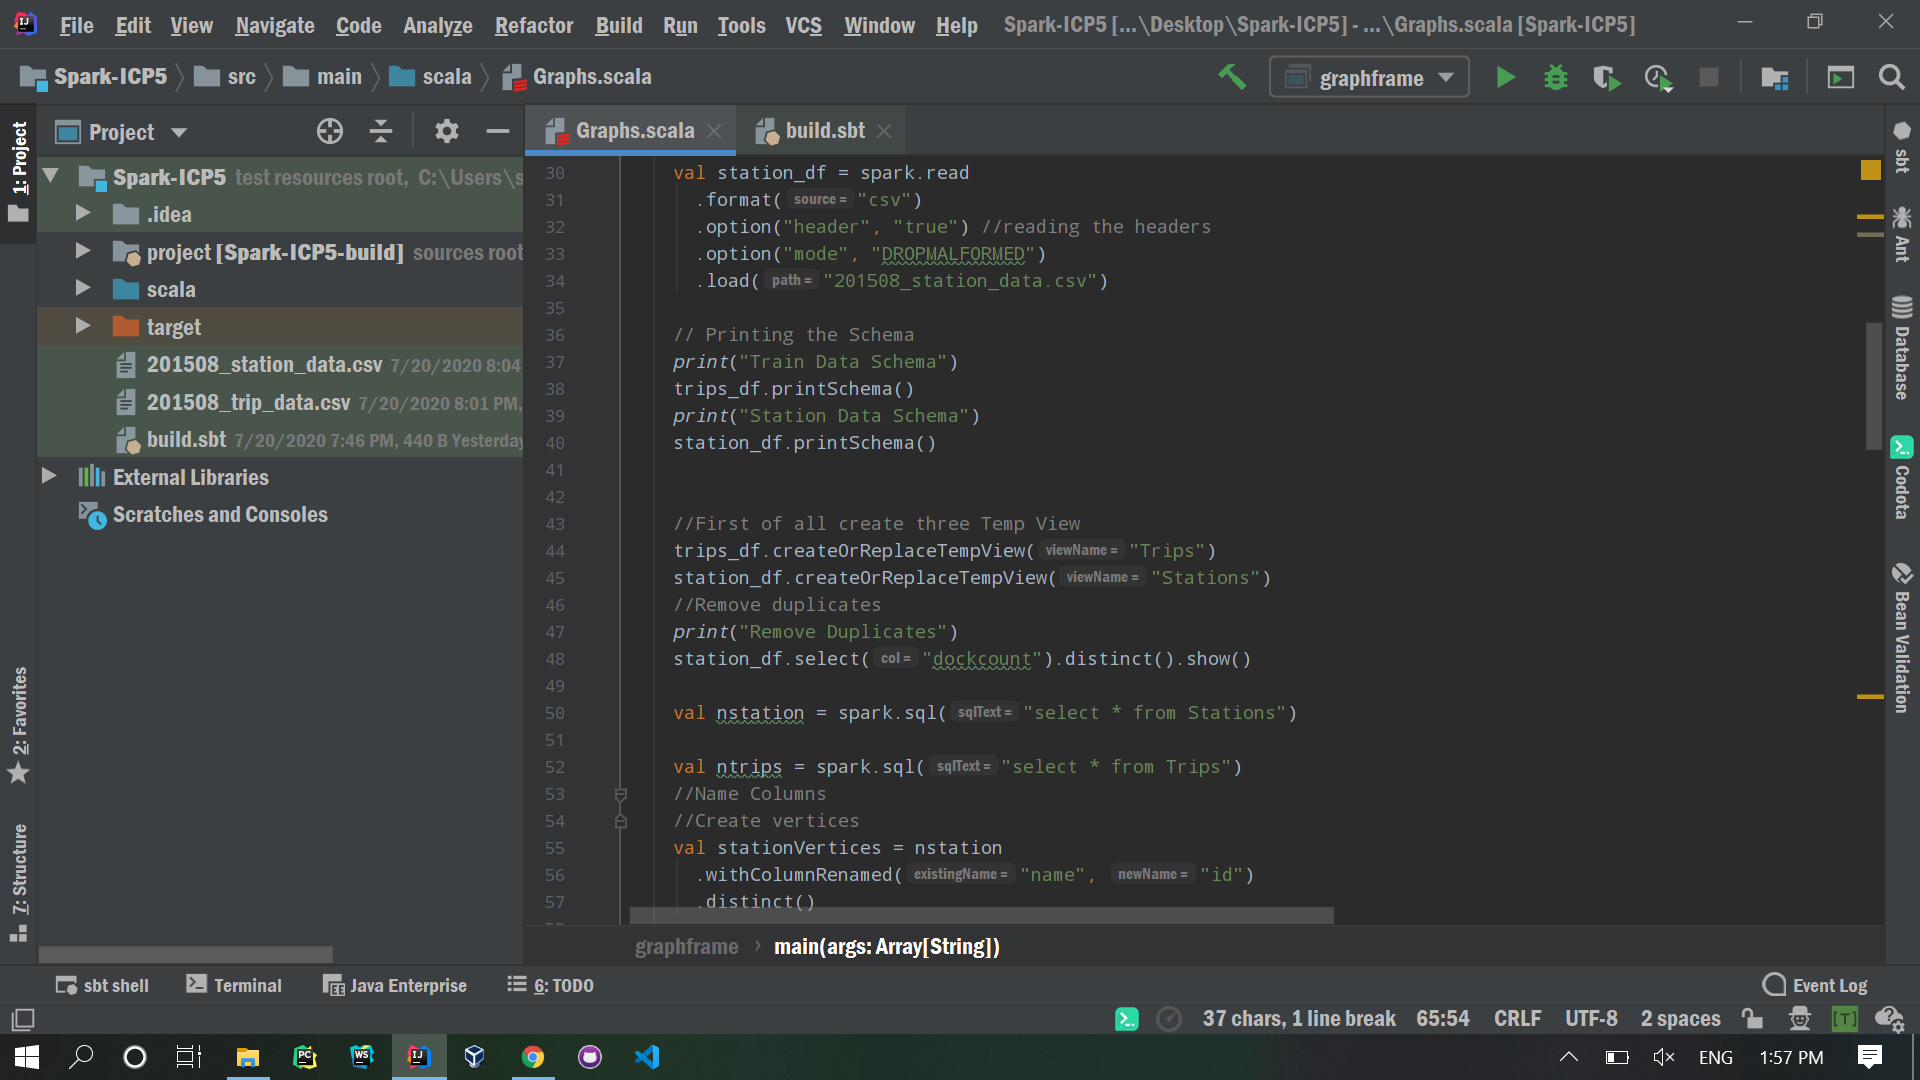 File Edit View Navigate Code Analyze Refactor Build Run Tools VCS Window Help Spark-ICP5 [...\Desktop\Spark-ICP5] - ...\Graphs.scala [Spark-ICP5]
Spark-ICP5 src main scala Graphs.scala graphframe
Project
Graphs.scala build.sbt
Spark-ICP5 test resources root, C:\Users\s
.idea
project [Spark-ICP5-build] sources root
scala
target
201508_station_data.csv 7/20/2020 8:04
201508_trip_data.csv 7/20/2020 8:01 PM,
build.sbt 7/20/2020 7:46 PM, 440 B Yesterday
External Libraries
Scratches and Consoles
1: Project
2: Favorites
7: Structure
30 val station_df = spark.read
31 .format( source = "csv")
32 .option("header", "true") //reading the headers
33 .option("mode", "DROPMALFORMED")
34 .load( path = "201508_station_data.csv")
35
36 // Printing the Schema
37 print("Train Data Schema")
38 trips_df.printSchema()
39 print("Station Data Schema")
40 station_df.printSchema()
41
42
43 //First of all create three Temp View
44 trips_df.createOrReplaceTempView( viewName = "Trips")
45 station_df.createOrReplaceTempView( viewName = "Stations")
46 //Remove duplicates
47 print("Remove Duplicates")
48 station_df.select( col = "dockcount").distinct().show()
49
50 val nstation = spark.sql( sqlText = "select * from Stations")
51
52 val ntrips = spark.sql( sqlText = "select * from Trips")
53 //Name Columns
54 //Create vertices
55 val stationVertices = nstation
56 .withColumnRenamed( existingName = "name", newName = "id")
57 .distinct()
graphframe › main(args: Array[String])
sbt
Ant
Database
Codota
Bean Validation
sbt shell Terminal Java Enterprise 6: TODO Event Log
37 chars, 1 line break 65:54 CRLF UTF-8 2 spaces [T]
ENG 1:57 PM